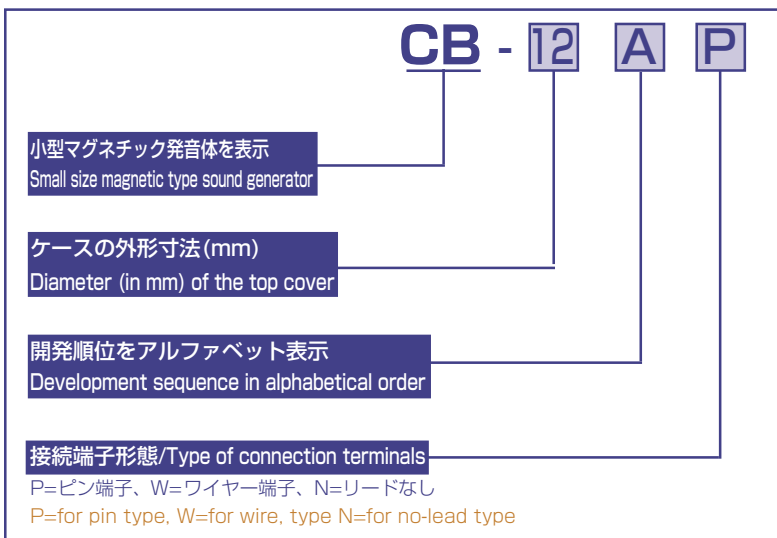 CB - 12 A P
小型マグネチック発音体を表示
Small size magnetic type sound generator
ケースの外形寸法(mm)
Diameter (in mm) of the top cover
開発順位をアルファベット表示
Development sequence in alphabetical order
接続端子形態/Type of connection terminals
P=ピン端子、W=ワイヤー端子、N=リードなし
P=for pin type, W=for wire, type N=for no-lead type